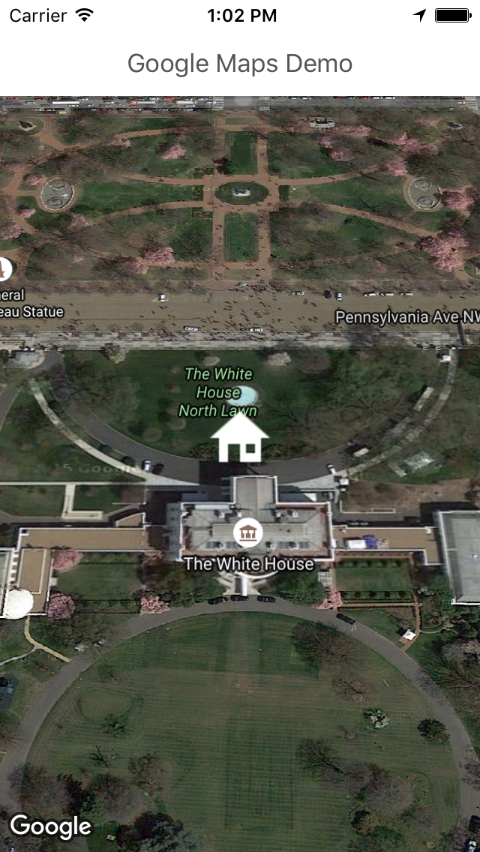 Carrier
1:02 PM
Google Maps Demo
neral
eau Statue
Pennsylvania Ave NW
The White
House
North Lawn
The White House
Google